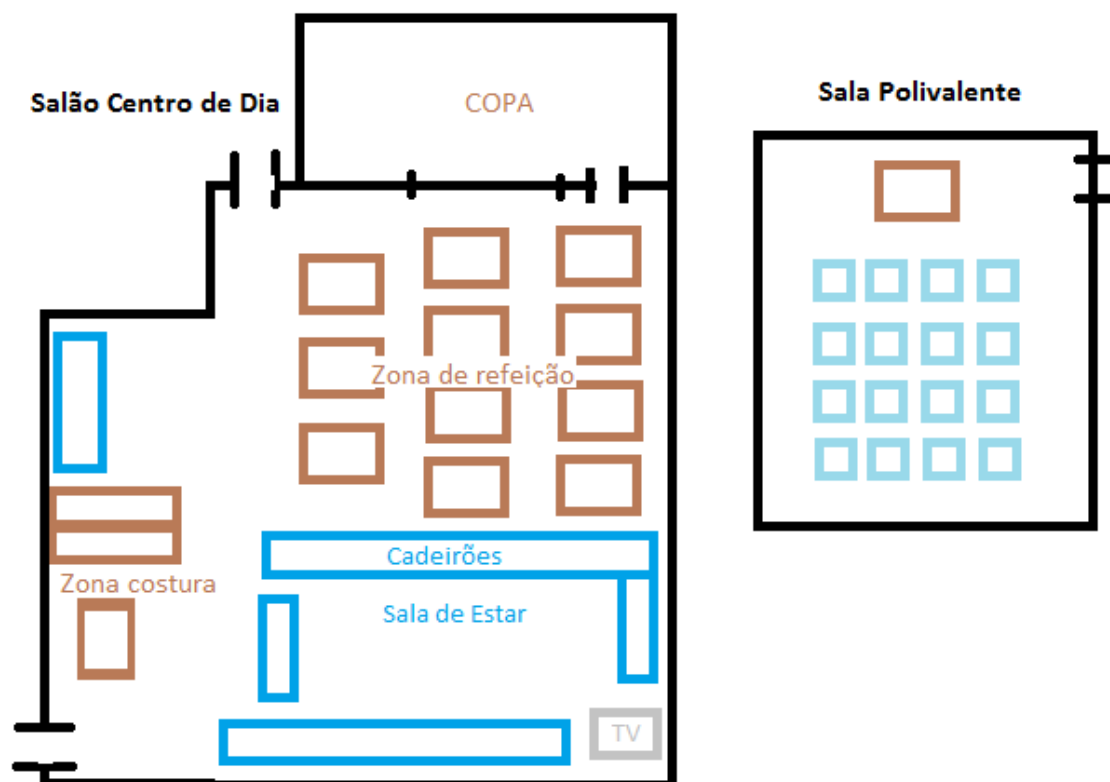 Salão Centro de Dia
COPA
Sala Polivalente
Zona de refeição
Cadeirões
Zona costura
Sala de Estar
TV